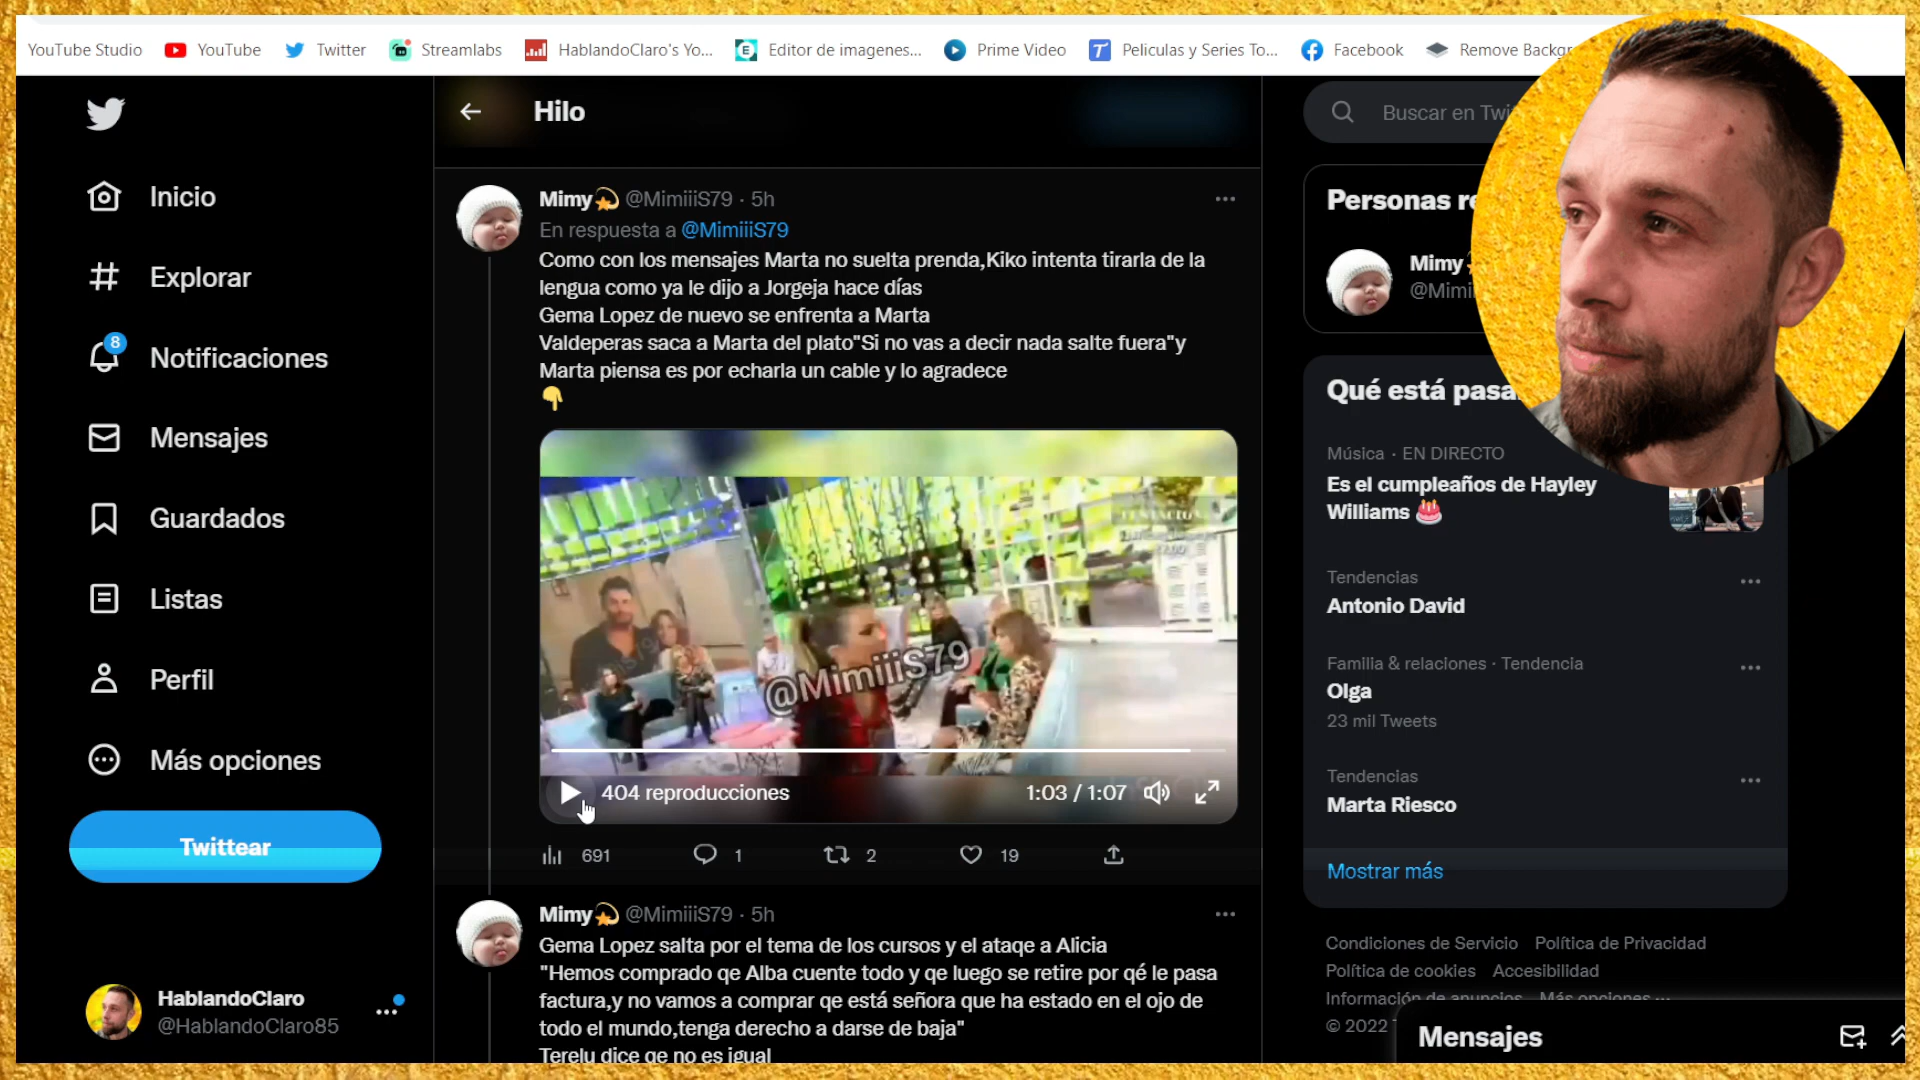 YouTube Studio
YouTube
Twitter
Streamlabs
HablandoClaro's Yo...
Editor de imagenes...
Prime Video
Peliculas y Series To...
Facebook
Remove Backgr
Inicio
Explorar
8
Notificaciones
Mensajes
Guardados
Listas
Perfil
Más opciones
Twittear
HablandoClaro
@HablandoClaro85
Hilo
Mimy @MimiiiS79 · 5h
En respuesta a @MimiiiS79
Como con los mensajes Marta no suelta prenda,Kiko intenta tirarla de la
lengua como ya le dijo a Jorgeja hace días
Gema Lopez de nuevo se enfrenta a Marta
Valdeperas saca a Marta del plato"Si no vas a decir nada salte fuera"y
Marta piensa es por echarla un cable y lo agradece
@MimiiiS79
404 reproducciones
1:03 / 1:07
691
1
2
19
Mimy @MimiiiS79 · 5h
Gema Lopez salta por el tema de los cursos y el ataqe a Alicia
"Hemos comprado qe Alba cuente todo y qe luego se retire por qé le pasa
factura,y no vamos a comprar qe está señora que ha estado en el ojo de
todo el mundo,tenga derecho a darse de baja"
Terelu dice qe no es igual
Buscar en Twi
Personas re
Mimy
@Mimi
Qué está pasa
Música · EN DIRECTO
Es el cumpleaños de Hayley
Williams
Tendencias
Antonio David
Familia & relaciones · Tendencia
Olga
23 mil Tweets
Tendencias
Marta Riesco
Mostrar más
Condiciones de Servicio Política de Privacidad
Política de cookies Accesibilidad
Información de anuncios Más opciones ...
© 2022
Mensajes